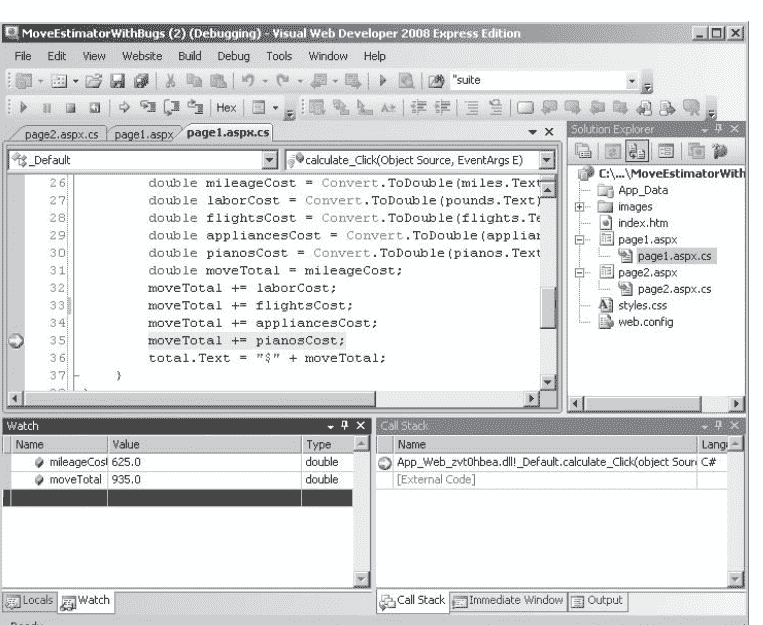 MoveEstimatorWithBugs (2) (Debugging) - Visual Web Developer 2008 Express Edition
File Edit View Website Build Debug Tools Window Help
"suite
Hex
page2.aspx.cs page1.aspx page1.aspx.cs
_Default
calculate_Click(Object Source, EventArgs E)
26 double mileageCost = Convert.ToDouble(miles.Text
27 double laborCost = Convert.ToDouble(pounds.Text)
28 double flightsCost = Convert.ToDouble(flights.Te
29 double appliancesCost = Convert.ToDouble(applian
30 double pianosCost = Convert.ToDouble(pianos.Text
31 double moveTotal = mileageCost;
32 moveTotal += laborCost;
33 moveTotal += flightsCost;
34 moveTotal += appliancesCost;
35 moveTotal += pianosCost;
36 total.Text = "$" + moveTotal;
37 }
Solution Explorer
C:\...\MoveEstimatorWith
App_Data
images
index.htm
page1.aspx
page1.aspx.cs
page2.aspx
page2.aspx.cs
styles.css
web.config
Watch
Name Value Type
mileageCost 625.0 double
moveTotal 935.0 double
Locals Watch
Call Stack
Name Langu
App_Web_zvt0hbea.dll!_Default.calculate_Click(object Sour C#
[External Code]
Call Stack Immediate Window Output